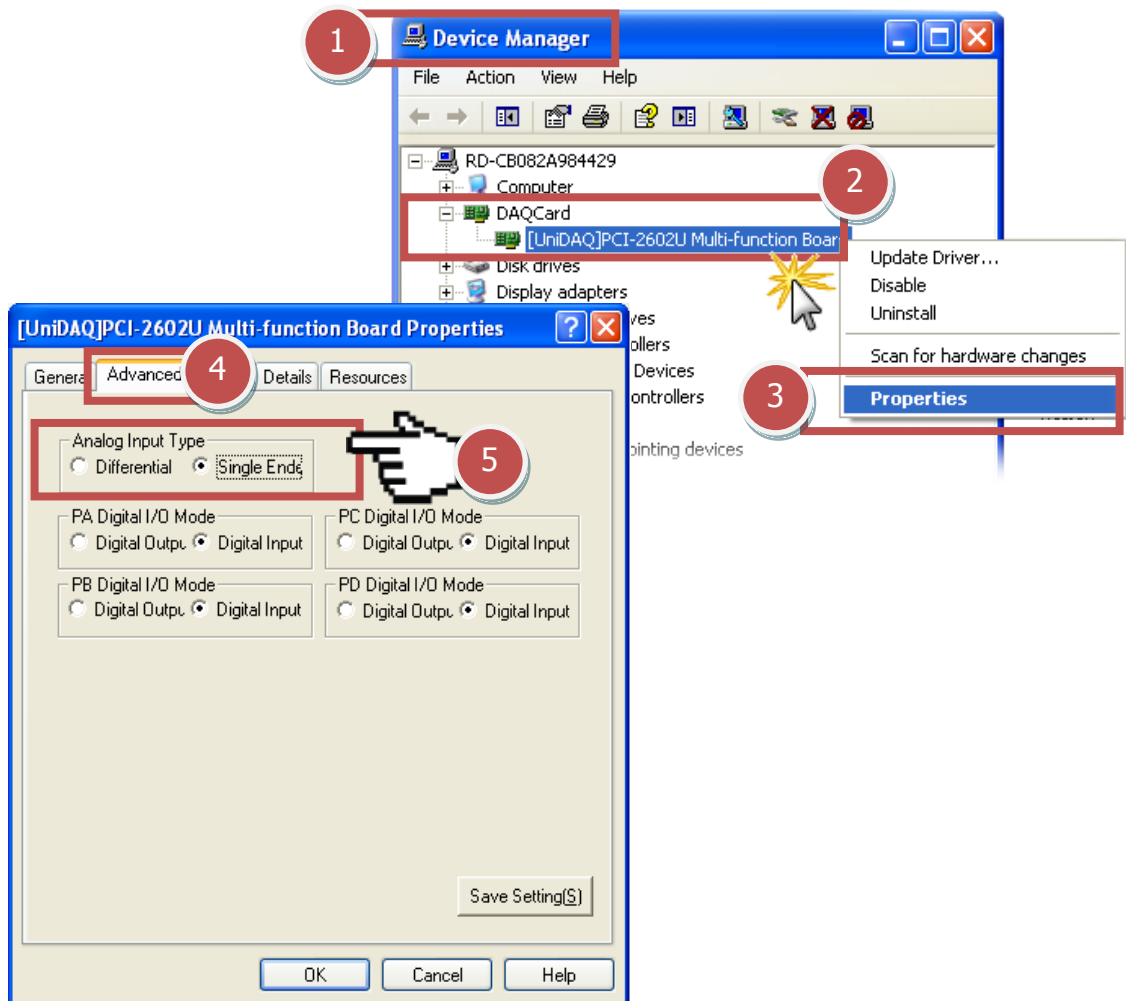 1
Device Manager
File Action View Help
RD-CB082A984429
Computer
2
DAQCard
[UniDAQ]PCI-2602U Multi-function Boar
Disk drives
Display adapters
ves
ollers
Devices
ontrollers
ointing devices
Update Driver...
Disable
Uninstall
Scan for hardware changes
3
Properties
[UniDAQ]PCI-2602U Multi-function Board Properties
General Advanced Details Resources
4
Analog Input Type
Differential Single Ende
5
PA Digital I/O Mode
Digital Outpu Digital Input
PC Digital I/O Mode
Digital Outpu Digital Input
PB Digital I/O Mode
Digital Outpu Digital Input
PD Digital I/O Mode
Digital Outpu Digital Input
Save Setting(S)
OK Cancel Help